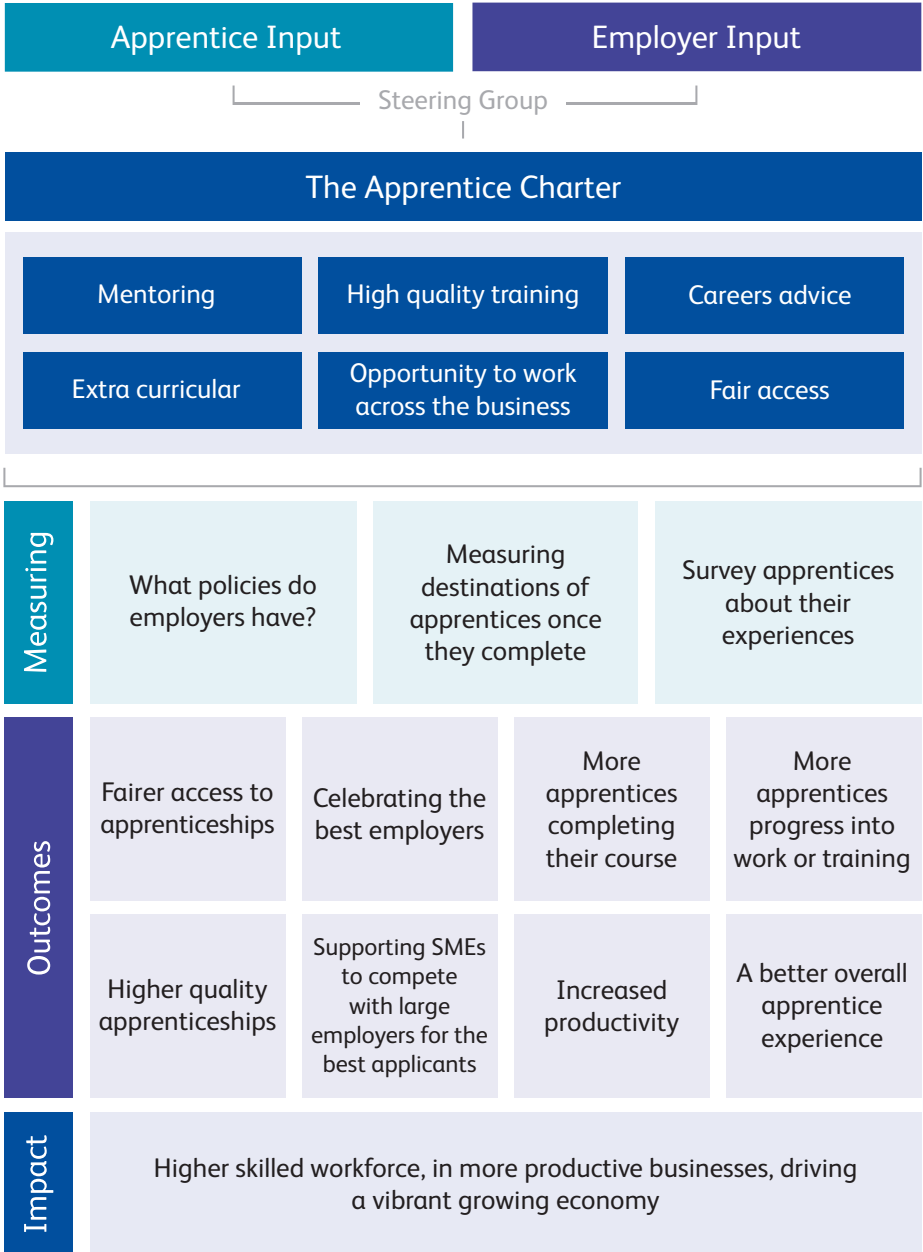 Apprentice Input
Employer Input
Steering Group
The Apprentice Charter
Mentoring
High quality training
Careers advice
Extra curricular
Opportunity to work
across the business
Fair access
Measuring
What policies do
employers have?
Measuring
destinations of
apprentices once
they complete
Survey apprentices
about their
experiences
Outcomes
Fairer access to
apprenticeships
Celebrating the
best employers
More
apprentices
completing
their course
More
apprentices
progress into
work or training
Higher quality
apprenticeships
Supporting SMEs
to compete
with large
employers for the
best applicants
Increased
productivity
A better overall
apprentice
experience
Impact
Higher skilled workforce, in more productive businesses, driving
a vibrant growing economy